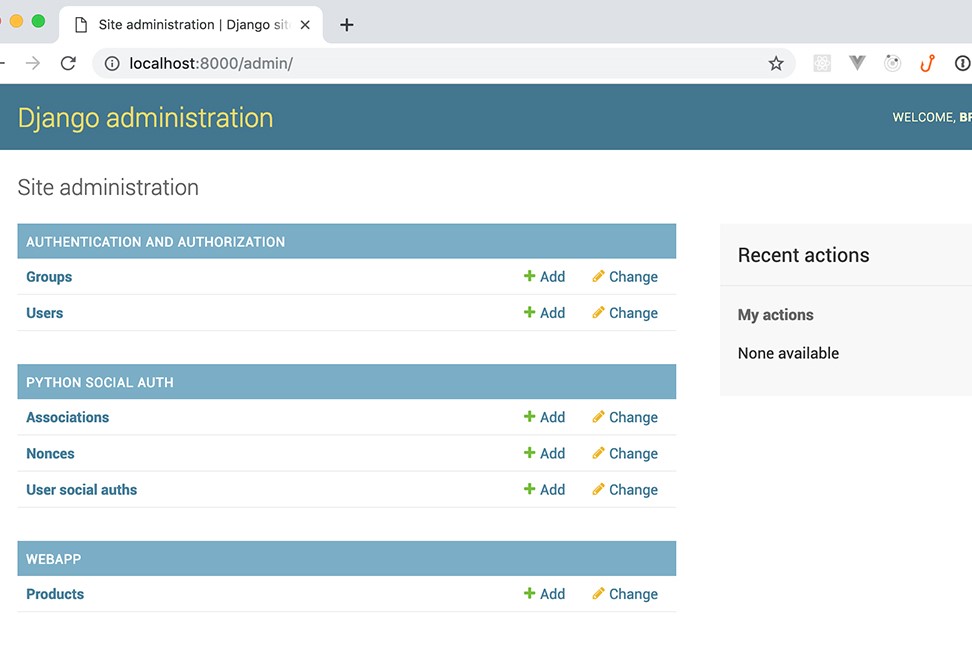 Site administration | Django sit
localhost:8000/admin/
Django administration
WELCOME,
Site administration
AUTHENTICATION AND AUTHORIZATION
Groups Add Change
Users Add Change
PYTHON SOCIAL AUTH
Associations Add Change
Nonces Add Change
User social auths Add Change
WEBAPP
Products Add Change
Recent actions
My actions
None available